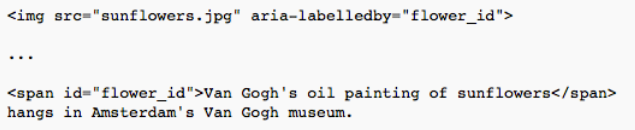 <img src="sunflowers.jpg" aria-labelledby="flower_id">
...
<span id="flower_id">Van Gogh's oil painting of sunflowers</span>
hangs in Amsterdam's Van Gogh museum.